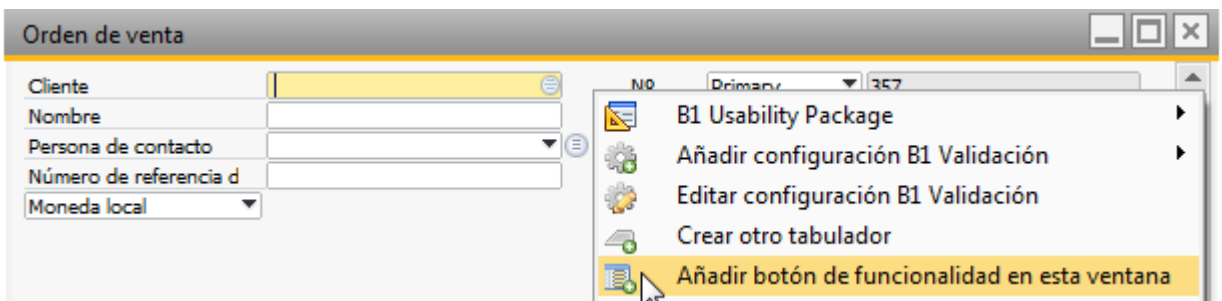 Orden de venta
Cliente
Nº Primary 357
Nombre
Persona de contacto
Número de referencia d
Moneda local
B1 Usability Package
Añadir configuración B1 Validación
Editar configuración B1 Validación
Crear otro tabulador
Añadir botón de funcionalidad en esta ventana